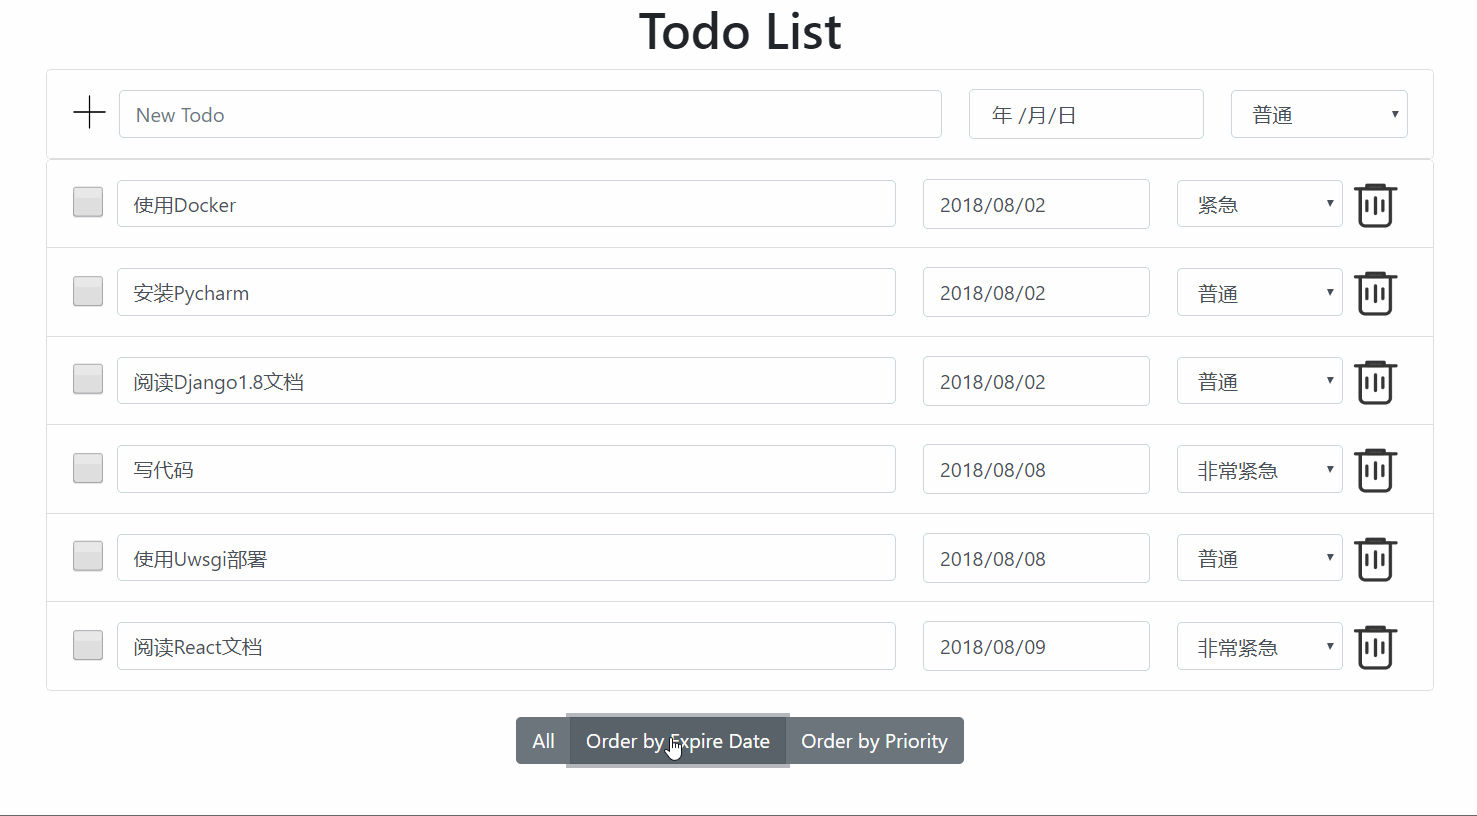 Todo List
New Todo 年 /月/日 普通
使用Docker 2018/08/02 紧急
安装Pycharm 2018/08/02 普通
阅读Django1.8文档 2018/08/02 普通
写代码 2018/08/08 非常紧急
使用Uwsgi部署 2018/08/08 普通
阅读React文档 2018/08/09 非常紧急
All Order by Expire Date Order by Priority